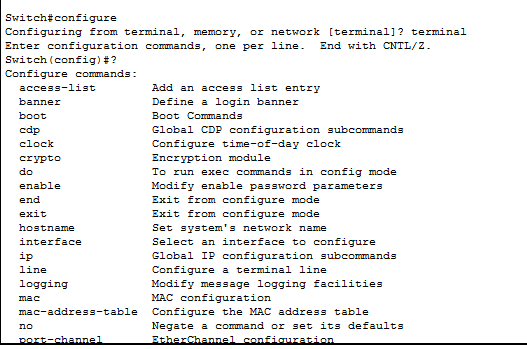 Switch#configure
Configuring from terminal, memory, or network [terminal]? terminal
Enter configuration commands, one per line.  End with CNTL/Z.
Switch(config)#?
Configure commands:
  access-list        Add an access list entry
  banner             Define a login banner
  boot               Boot Commands
  cdp                Global CDP configuration subcommands
  clock              Configure time-of-day clock
  crypto             Encryption module
  do                 To run exec commands in config mode
  enable             Modify enable password parameters
  end                Exit from configure mode
  exit               Exit from configure mode
  hostname           Set system's network name
  interface          Select an interface to configure
  ip                 Global IP configuration subcommands
  line               Configure a terminal line
  logging            Modify message logging facilities
  mac                MAC configuration
  mac-address-table  Configure the MAC address table
  no                 Negate a command or set its defaults
  port-channel       EtherChannel configuration